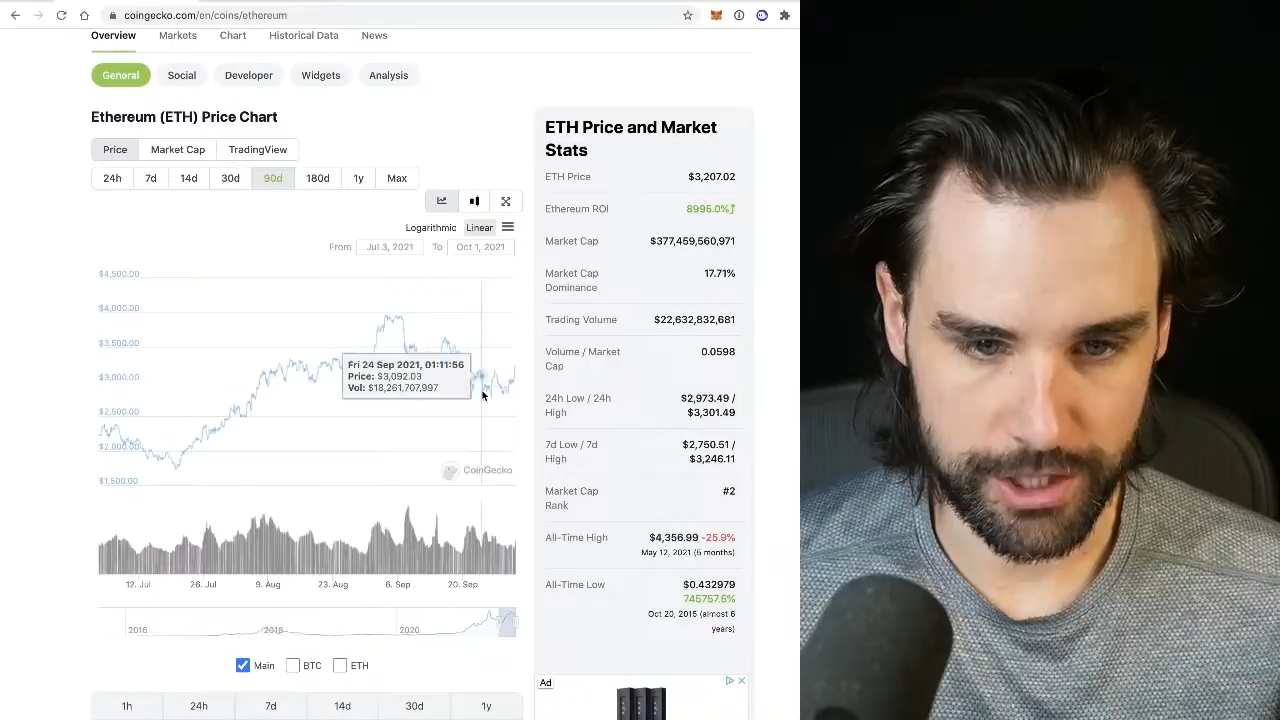 coingecko.com/en/coins/ethereum
Overview Markets Chart Historical Data News
General Social Developer Widgets Analysis
Ethereum (ETH) Price Chart
Price Market Cap TradingView
24h 7d 14d 30d 90d 180d 1y Max
Logarithmic Linear
From Jul 3, 2021 To Oct 1, 2021
$4,500.00
$4,000.00
$3,500.00
$3,000.00
$2,500.00
$2,000.00
$1,500.00
Fri 24 Sep 2021, 01:11:56
Price: $3,092.03
Vol: $18,261,707,997
CoinGecko
12. Jul 26. Jul 9. Aug 23. Aug 6. Sep 20. Sep
2016 2018 2020
Main BTC ETH
1h 24h 7d 14d 30d 1y
ETH Price and Market
Stats
ETH Price $3,207.02
Ethereum ROI 8995.0%
Market Cap $377,459,560,971
Market Cap
Dominance
17.71%
Trading Volume $22,632,832,681
Volume / Market
Cap
0.0598
24h Low / 24h
High
$2,973.49 /
$3,301.49
7d Low / 7d
High
$2,750.51 /
$3,246.11
Market Cap
Rank
#2
All-Time High $4,356.99 -25.9%
May 12, 2021 (5 months)
All-Time Low $0.432979
745757.5%
Oct 20, 2015 (almost 6
years)
Ad